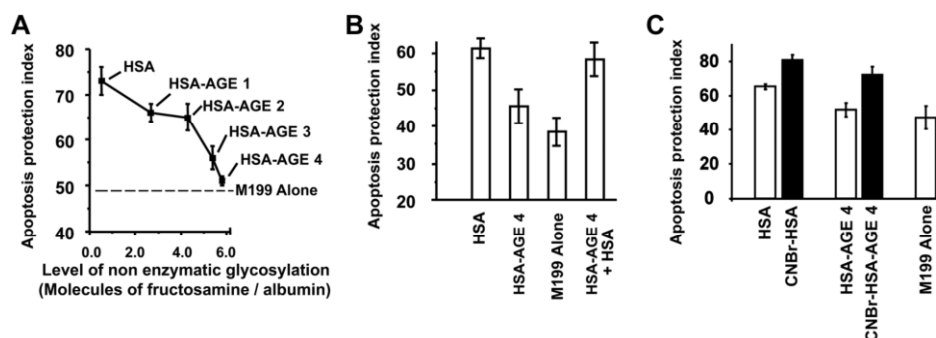 A
Apoptosis protection index
80
70
60
50
40
HSA
HSA-AGE 1
HSA-AGE 2
HSA-AGE 3
HSA-AGE 4
M199 Alone
0.0 2.0 4.0 6.0
Level of non enzymatic glycosylation
(Molecules of fructosamine / albumin)
B
Apoptosis protection index
60
50
40
30
20
HSA
HSA-AGE 4
M199 Alone
HSA-AGE 4
+ HSA
C
Apoptosis protection index
80
60
40
20
0
HSA
CNBr-HSA
HSA-AGE 4
CNBr-HSA-AGE 4
M199 Alone